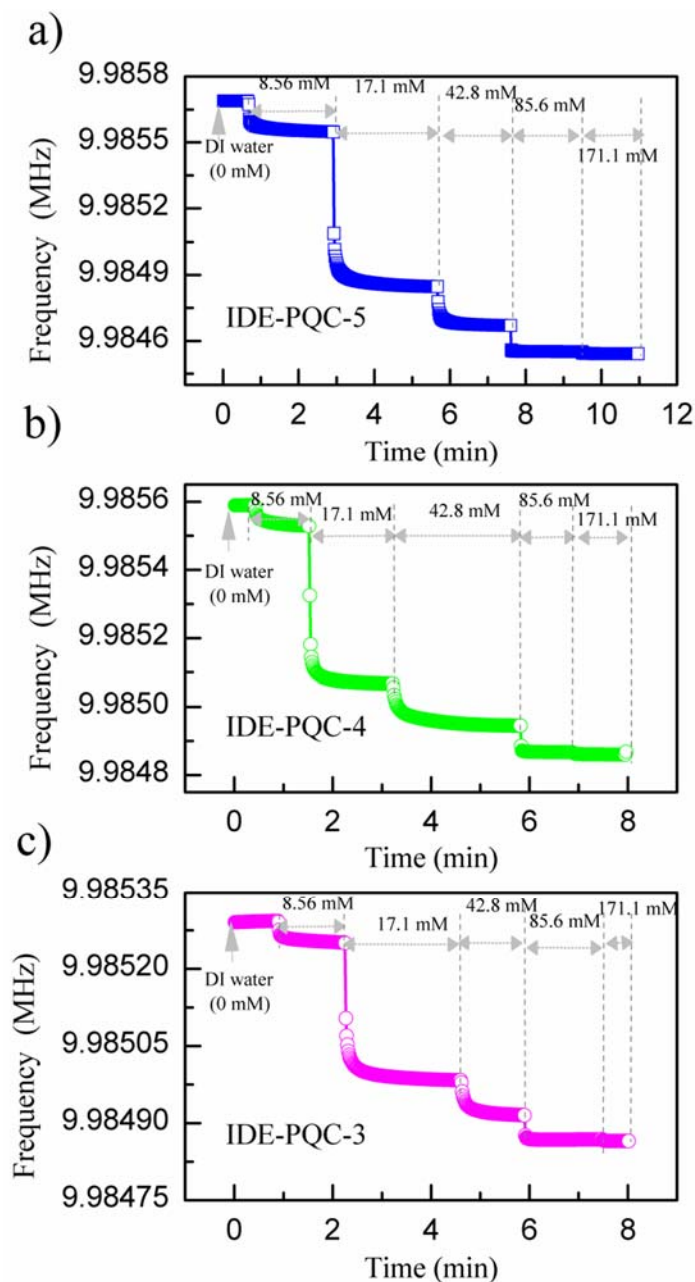 a)
9.9858
9.9855
9.9852
9.9849
9.9846
Frequency (MHz)
8.56 mM
17.1 mM
42.8 mM
85.6 mM
171.1 mM
DI water
(0 mM)
IDE-PQC-5
0 2 4 6 8 10 12
Time (min)
b)
9.9856
9.9854
9.9852
9.9850
9.9848
Frequency (MHz)
8.56 mM
17.1 mM
42.8 mM
85.6 mM
171.1 mM
DI water
(0 mM)
IDE-PQC-4
0 2 4 6 8
Time (min)
c)
9.98535
9.98520
9.98505
9.98490
9.98475
Frequency (MHz)
8.56 mM
17.1 mM
42.8 mM
85.6 mM
171.1 mM
DI water
(0 mM)
IDE-PQC-3
0 2 4 6 8
Time (min)